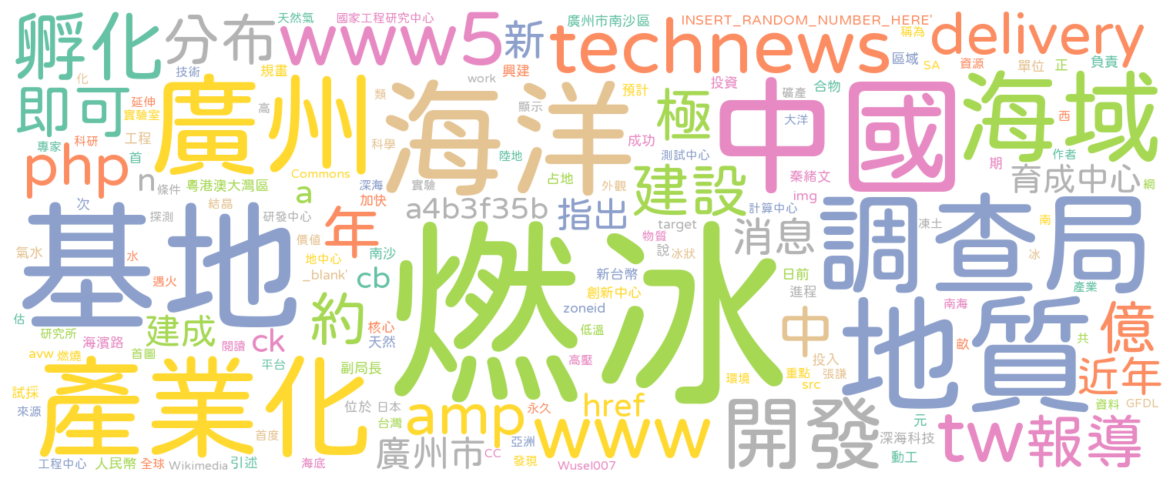 孵化 分布 天然氣 國家工程研究中心 www5 新 廣州市南沙區 technews INSERT_RANDOM_NUMBER_HERE' 稱為 delivery
化 技術 規畫 work 興建 區域 SA 資源 單位 正 負責
即可 延伸 實驗室 高 廣州 類 海洋 顯示 預計 投資 極 中國 礦產 合物 大洋 海域
專家 科研 工程 首 科學 成功 測試中心 西 作者 網
php n 條件 粵港澳大灣區 a Commons 深海 加快 實驗 陸地 占地 外觀 建設 秦緒文 img 期 育成中心
基地 次 探測 結晶 研發中心 年 a4b3f35b 指出 target 計算中心 消息 調查局 凍土 南
氣水 水 遇火 價值 地中心 _blank' 南沙 cb 燃冰 物質 說 冰狀 新台幣 日前 進程 冰 產業
估 研究所 海濱路 建成 閱讀 ck 約 核心 天然 創新中心 zoneid 低溫 中 地質 南海 畝 共 億
avw 燃燒 首圖 平台 副局長 高壓 環境 重點 投入 張謙 src 近年
試採 來源 產業化 首度 位於 日本 台灣 amp 永久 href www 開發 元 資料 GFDL
工程中心 人民幣 全球 Wikimedia 引述 海底 廣州市 CC 亞洲 發現 Wusel007 深海科技 動工 tw 報導